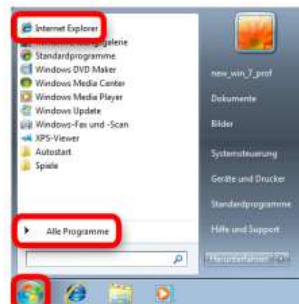 Internet Explorer
Standardprogramme
Windows DVD Maker
Windows Media Center
Windows Media Player
Windows Update
Windows-Fax und -Scan
XPS-Viewer
Autostart
Spiele
Alle Programme
new_win_7_prof
Dokumente
Bilder
Systemsteuerung
Geräte und Drucker
Standardprogramme
Hilfe und Support
Herunterfahren